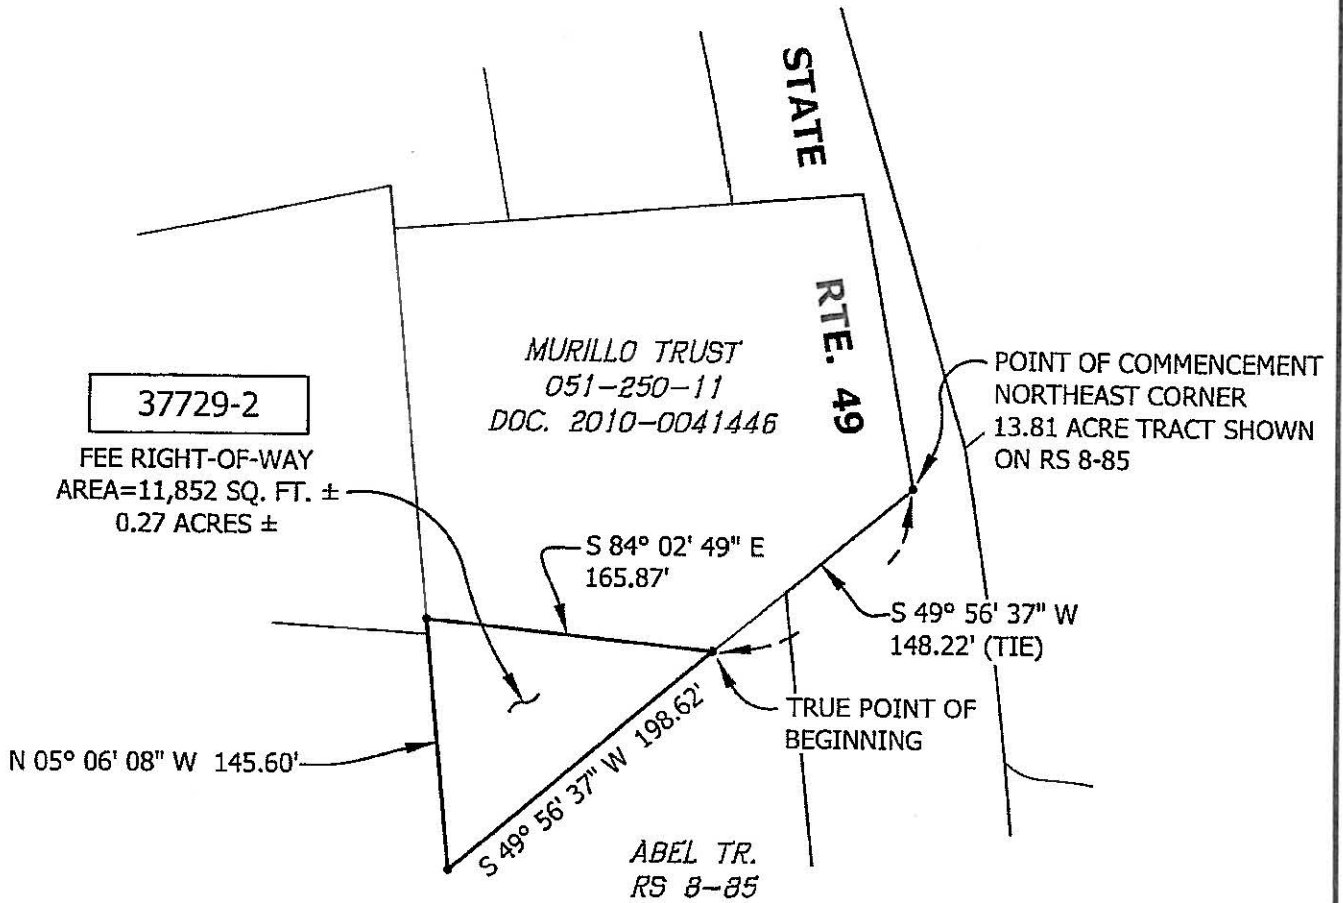 STATE
RTE. 49
MURILLO TRUST
051-250-11
DOC. 2010-0041446
37729-2
FEE RIGHT-OF-WAY
AREA=11,852 SQ. FT. ±
0.27 ACRES ±
POINT OF COMMENCEMENT
NORTHEAST CORNER
13.81 ACRE TRACT SHOWN
ON RS 8-85
S 84° 02' 49" E
165.87'
S 49° 56' 37" W
148.22' (TIE)
TRUE POINT OF
BEGINNING
N 05° 06' 08" W 145.60'
S 49° 56' 37" W 198.62'
ABEL TR.
RS 8-85